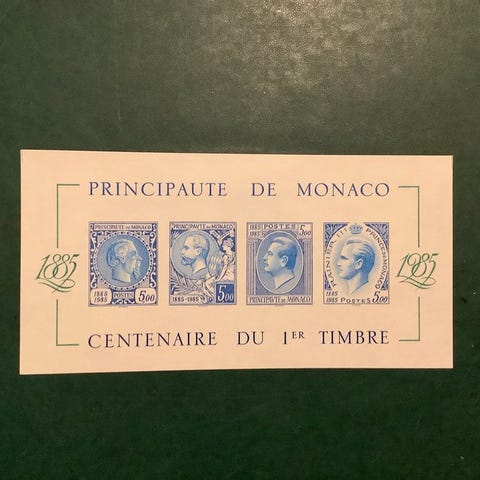 PRINCIPAUTE DE MONACO
1885
PRINCIPAUTÉ DE MONACO
1885
1985
POSTES
5,00
PRINCIPAVTÉ DE MONACO
1885-1985
5,00
1885
1985
POSTES
5,00
PRINCIPAUTE DE MONACO
RAINIER III
PRINCE DE MONACO
1885
1985
POSTES
5,00
1985
CENTENAIRE DU 1ER TIMBRE